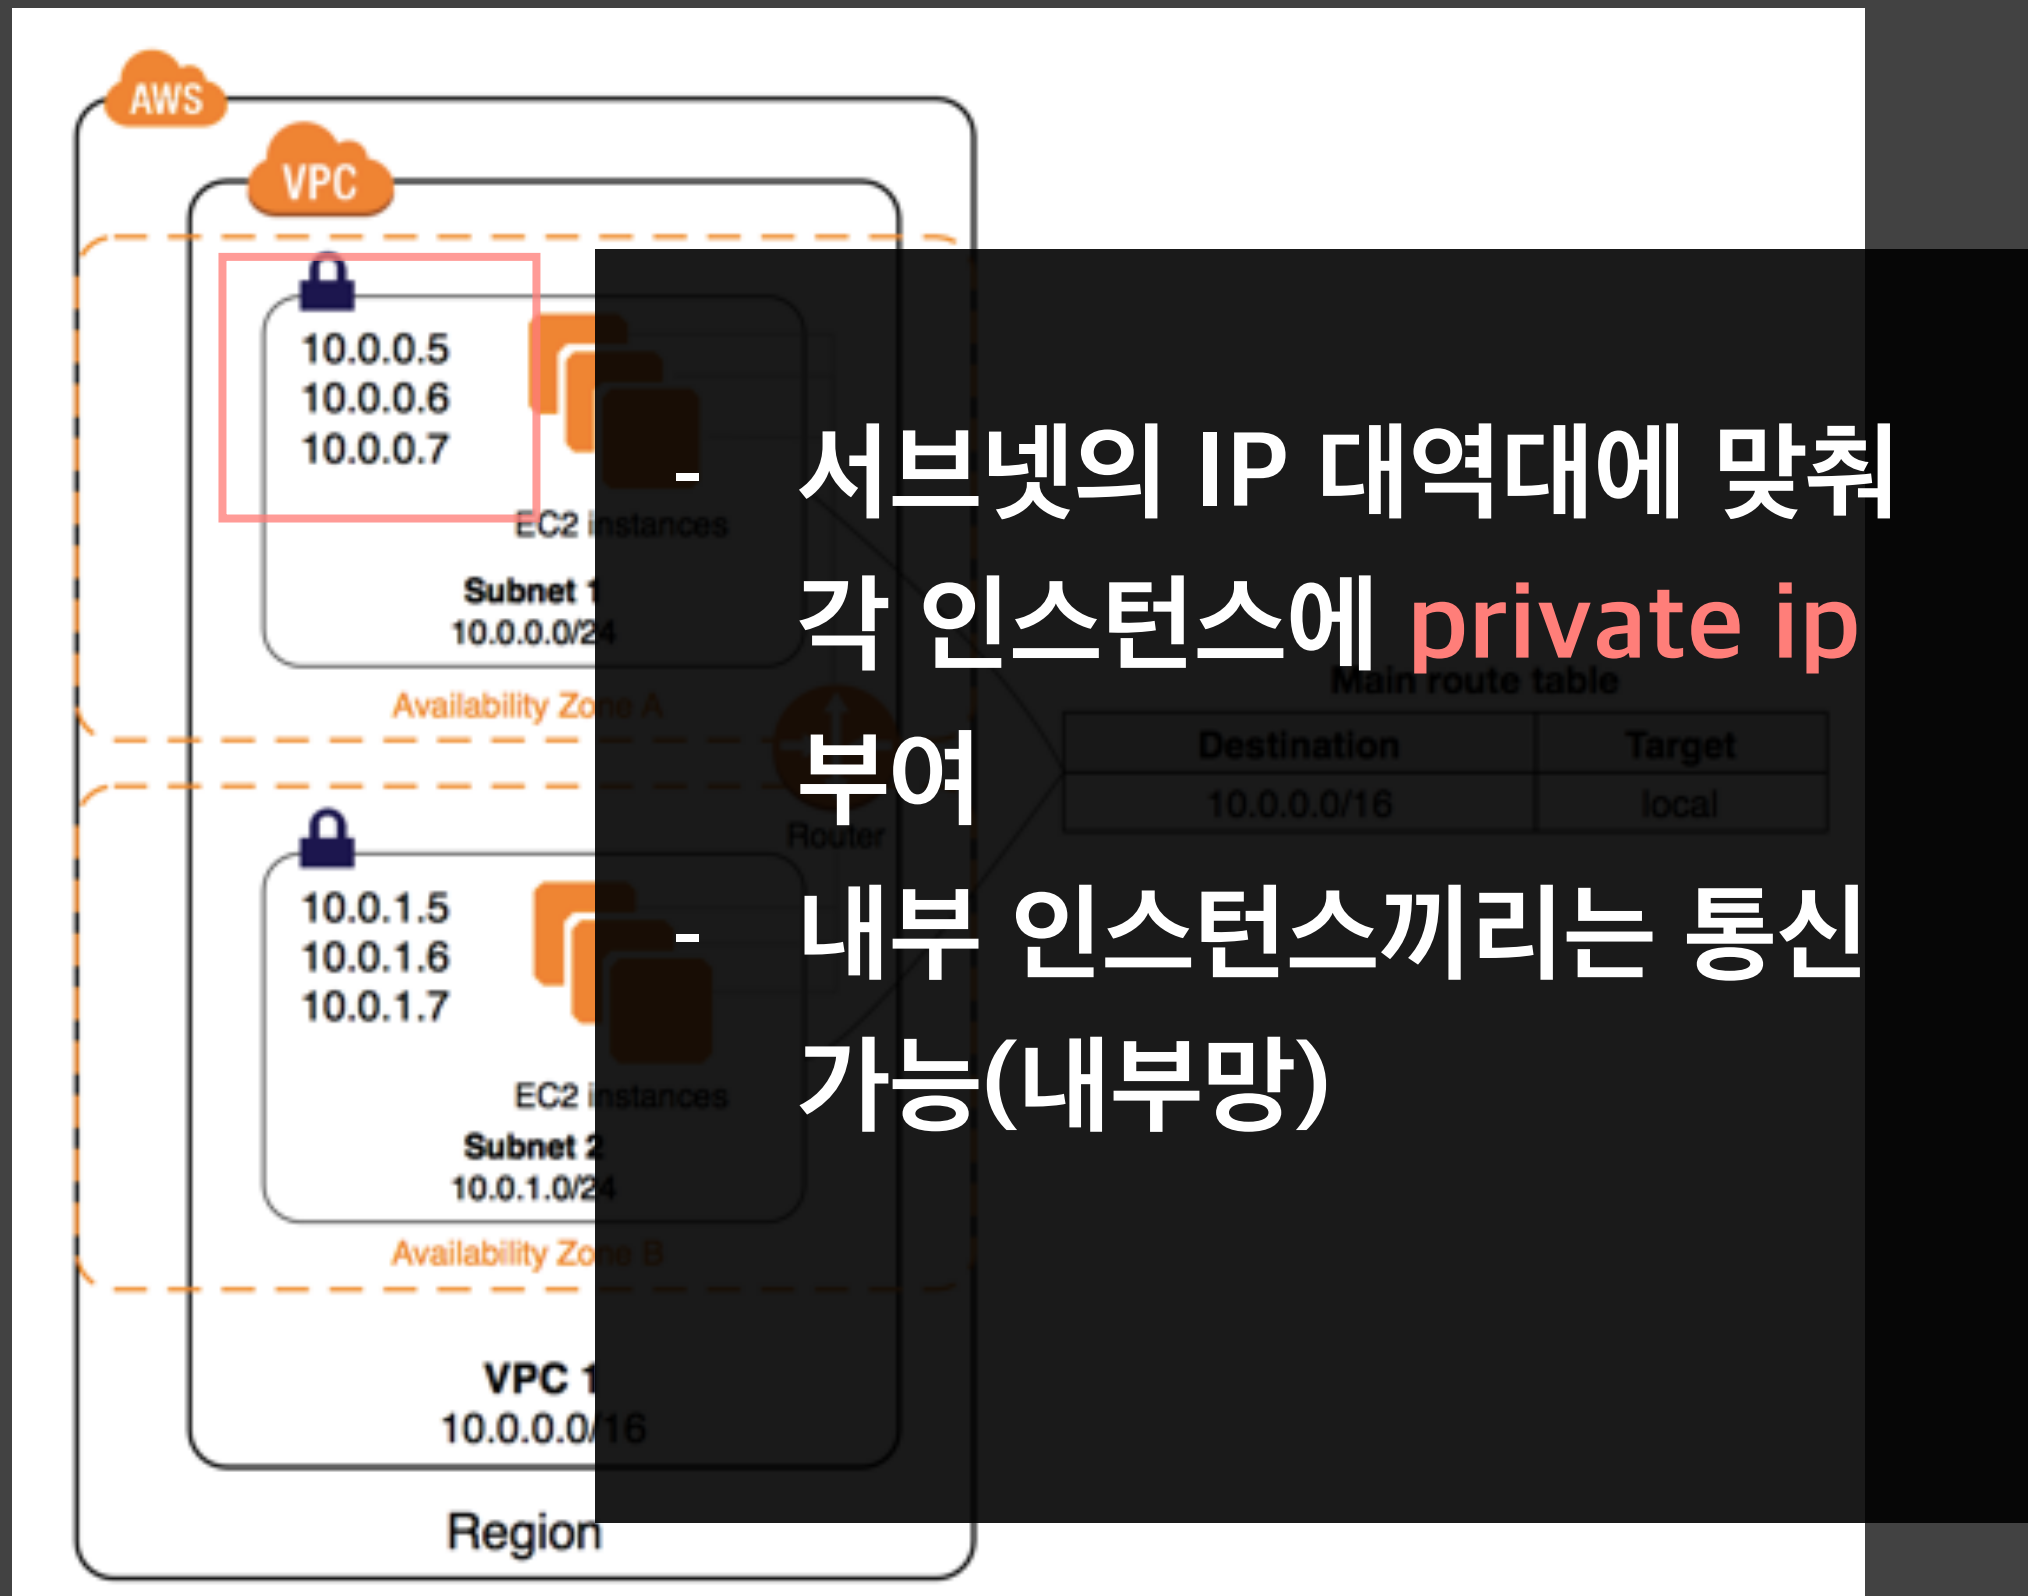 AWS
VPC
10.0.0.5
10.0.0.6
10.0.0.7
EC2 instances
Subnet 1
10.0.0.0/24
Availability Zone A
10.0.1.5
10.0.1.6
10.0.1.7
EC2 instances
Subnet 2
10.0.1.0/24
Availability Zone B
VPC 1
10.0.0.0/16
Region
Router
Main route table
Destination Target
10.0.0.0/16 local
- 서브넷의 IP 대역대에 맞춰
각 인스턴스에 private ip
부여
- 내부 인스턴스끼리는 통신
가능(내부망)